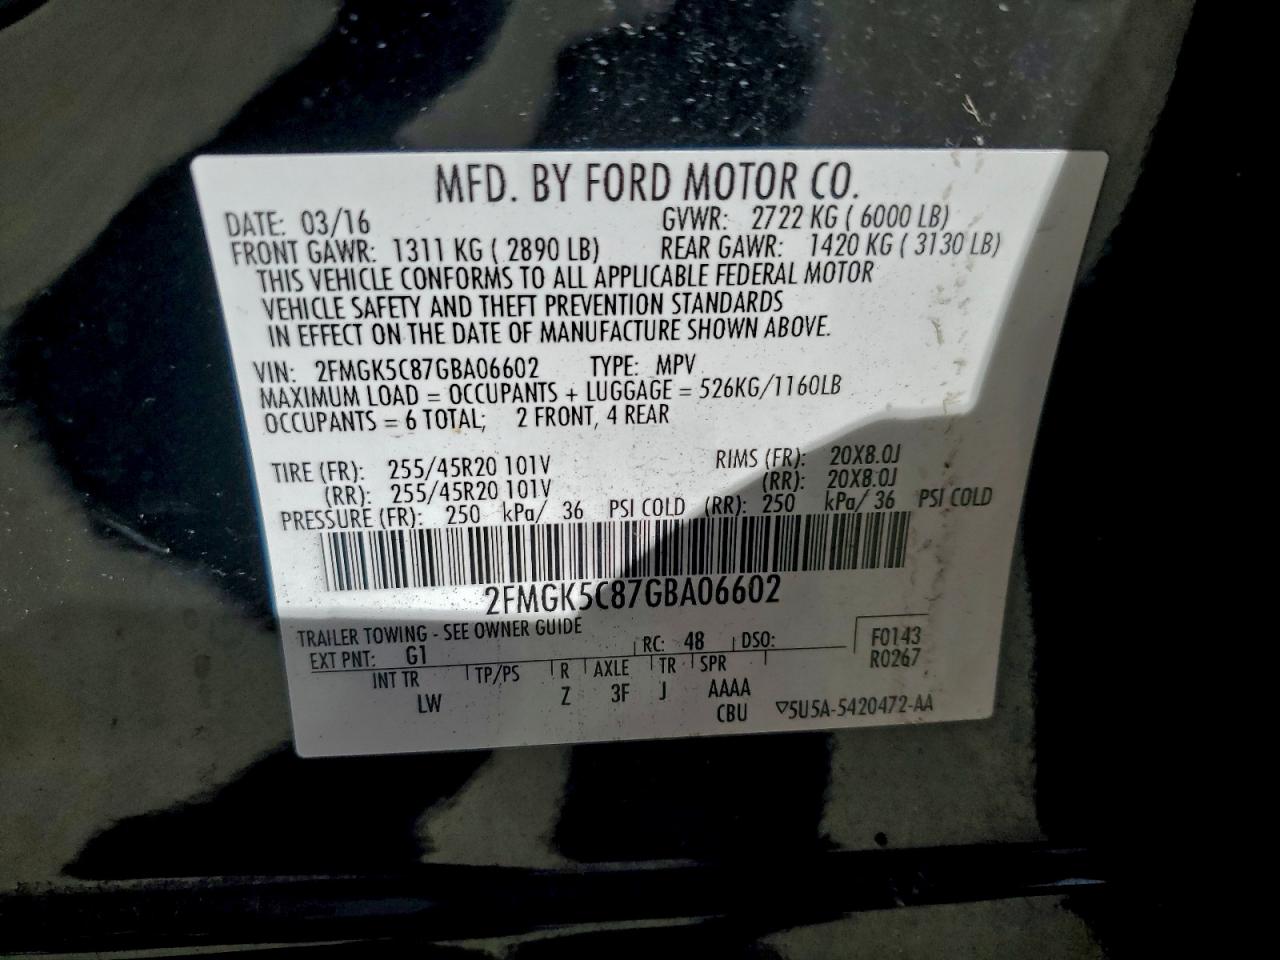 MFD. BY FORD MOTOR CO.
DATE: 03/16 GVWR: 2722 KG ( 6000 LB)
FRONT GAWR: 1311 KG ( 2890 LB) REAR GAWR: 1420 KG ( 3130 LB)
THIS VEHICLE CONFORMS TO ALL APPLICABLE FEDERAL MOTOR
VEHICLE SAFETY AND THEFT PREVENTION STANDARDS
IN EFFECT ON THE DATE OF MANUFACTURE SHOWN ABOVE.
VIN: 2FMGK5C87GBA06602 TYPE: MPV
MAXIMUM LOAD = OCCUPANTS + LUGGAGE = 526KG/1160LB
OCCUPANTS = 6 TOTAL; 2 FRONT, 4 REAR
TIRE (FR): 255/45R20 101V RIMS (FR): 20X8.0J
(RR): 255/45R20 101V (RR): 20X8.0J
PRESSURE (FR): 250 kPa/ 36 PSI COLD (RR): 250 kPa/ 36 PSI COLD
2FMGK5C87GBA06602
TRAILER TOWING - SEE OWNER GUIDE
EXT PNT: G1 RC: 48 DSO: F0143
R0267
INT TR TP/PS R AXLE TR SPR
LW Z 3F J AAAA
CBU ▽5U5A-5420472-AA